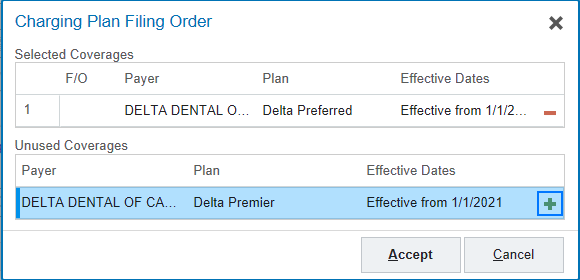 Charging Plan Filing Order
Selected Coverages
F/O Payer Plan Effective Dates
1 DELTA DENTAL O... Delta Preferred Effective from 1/1/2...
Unused Coverages
Payer Plan Effective Dates
DELTA DENTAL OF CA... Delta Premier Effective from 1/1/2021
Accept Cancel